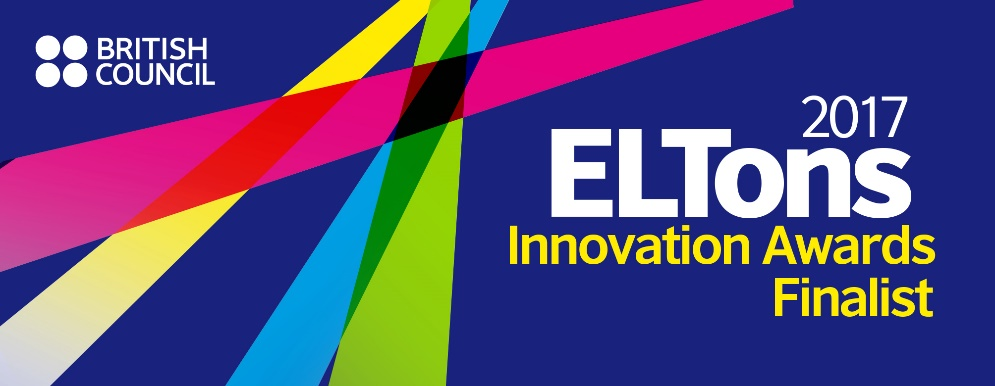 BRITISH
COUNCIL
2017
ELTons
Innovation Awards
Finalist